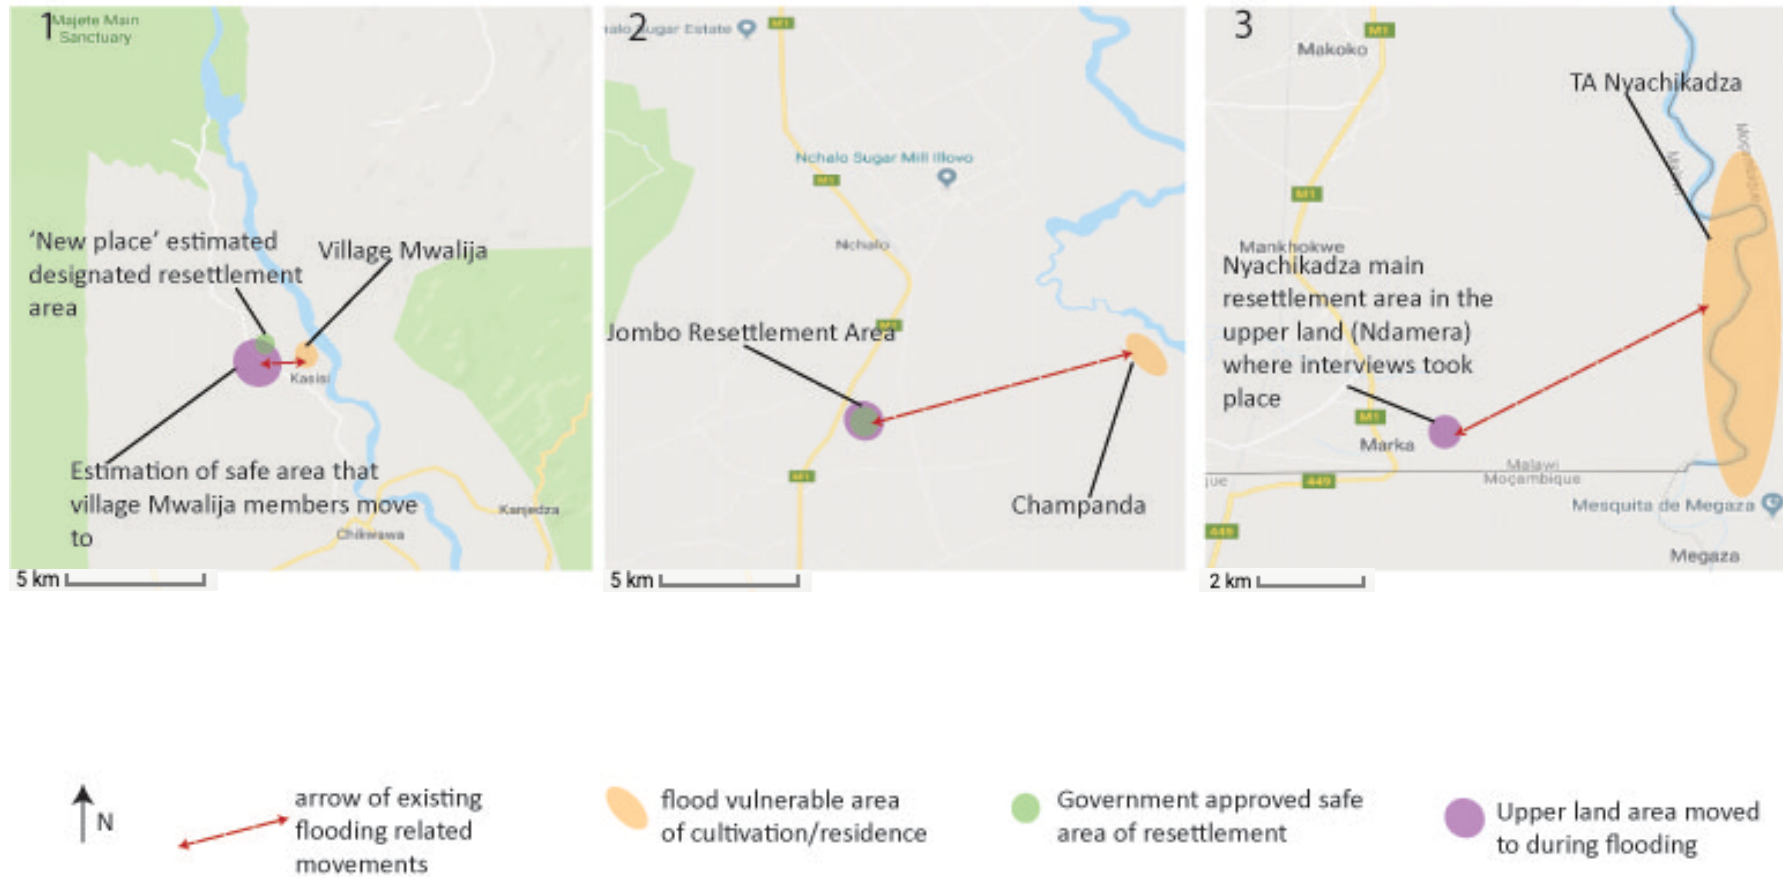 1
Majete Main
Sanctuary
'New place' estimated
designated resettlement
area
Village Mwalija
Kasisi
Estimation of safe area that
village Mwalija members move
to
Kanjedza
Chikwawa
5 km
2
Sugar Estate
M1
Nchalo Sugar Mill Illovo
M1
Nchalo
M1
Jombo Resettlement Area
M1
Champanda
5 km
3
M1
Makoko
TA Nyachikadza
M1
Mankhokwe
Nyachikadza main
resettlement area in the
upper land (Ndamera)
where interviews took
place
M1
Marka
Malawi
Moçambique
449
Mesquita de Megaza
449
Megaza
2 km
N
arrow of existing
flooding related
movements
flood vulnerable area
of cultivation/residence
Government approved safe
area of resettlement
Upper land area moved
to during flooding